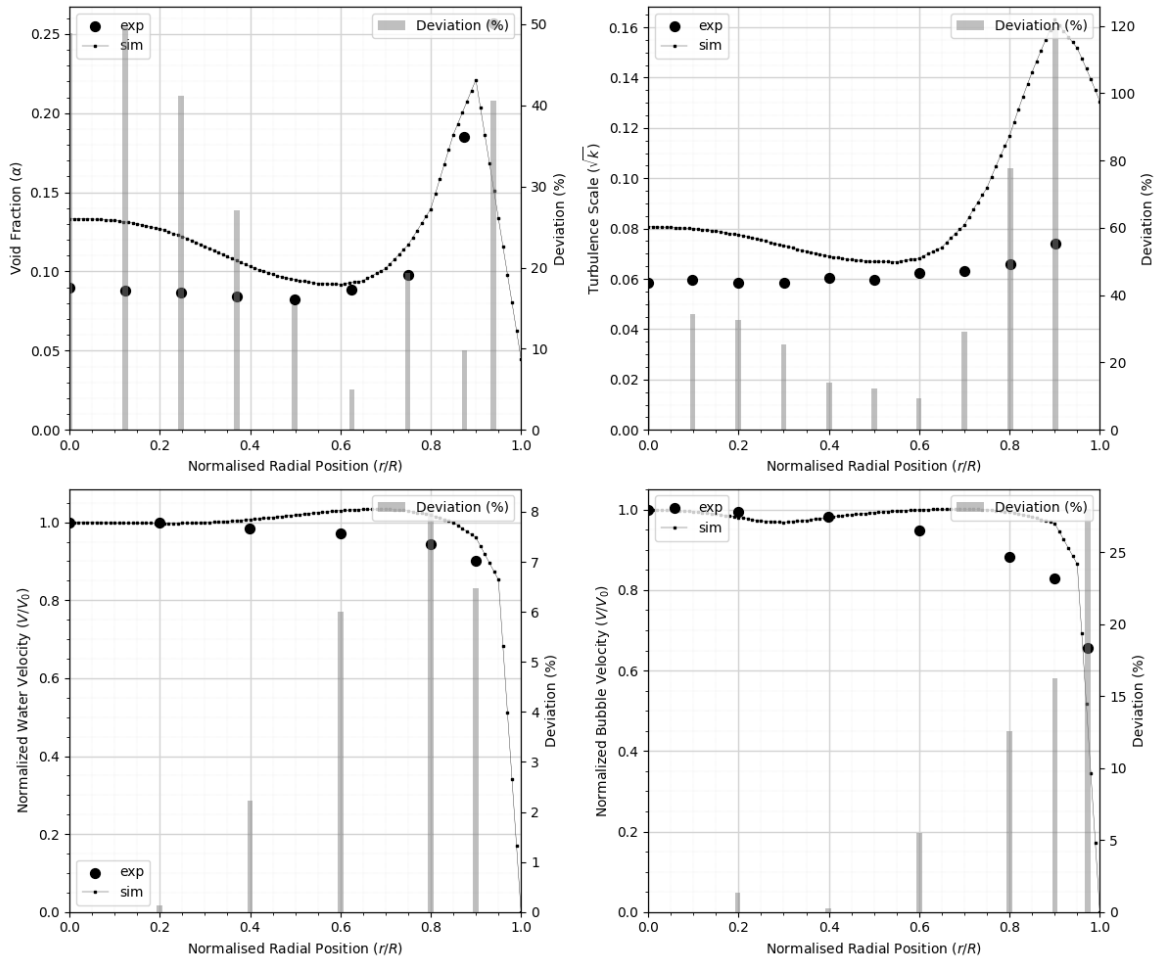 exp
sim
Deviation (%)
0.25
0.20
0.15
0.10
0.05
0.00
Void Fraction (α)
50
40
30
20
10
0
Deviation (%)
0.0 0.2 0.4 0.6 0.8 1.0
Normalised Radial Position (r/R)
exp
sim
Deviation (%)
0.16
0.14
0.12
0.10
0.08
0.06
0.04
0.02
0.00
Turbulence Scale (√k)
120
100
80
60
40
20
0
Deviation (%)
0.0 0.2 0.4 0.6 0.8 1.0
Normalised Radial Position (r/R)
Deviation (%)
1.0
0.8
0.6
0.4
0.2
0.0
Normalized Water Velocity (V/V₀)
8
7
6
5
4
3
2
1
0
Deviation (%)
exp
sim
0.0 0.2 0.4 0.6 0.8 1.0
Normalised Radial Position (r/R)
exp
sim
Deviation (%)
1.0
0.8
0.6
0.4
0.2
0.0
Normalized Bubble Velocity (V/V₀)
25
20
15
10
5
0
Deviation (%)
0.0 0.2 0.4 0.6 0.8 1.0
Normalised Radial Position (r/R)